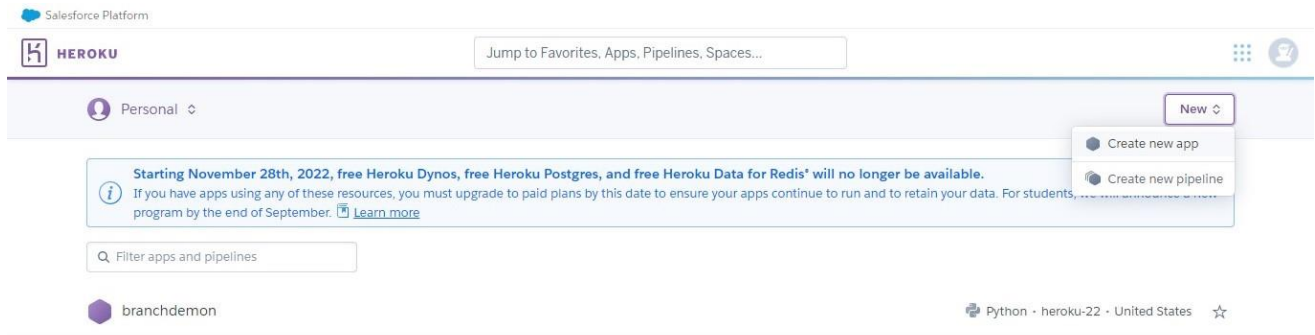 Salesforce Platform
HEROKU
Jump to Favorites, Apps, Pipelines, Spaces...
Personal
New
Create new app
Create new pipeline
Starting November 28th, 2022, free Heroku Dynos, free Heroku Postgres, and free Heroku Data for Redis® will no longer be available.
If you have apps using any of these resources, you must upgrade to paid plans by this date to ensure your apps continue to run and to retain your data. For students, we will announce a new
program by the end of September. Learn more
Filter apps and pipelines
branchdemon
Python · heroku-22 · United States